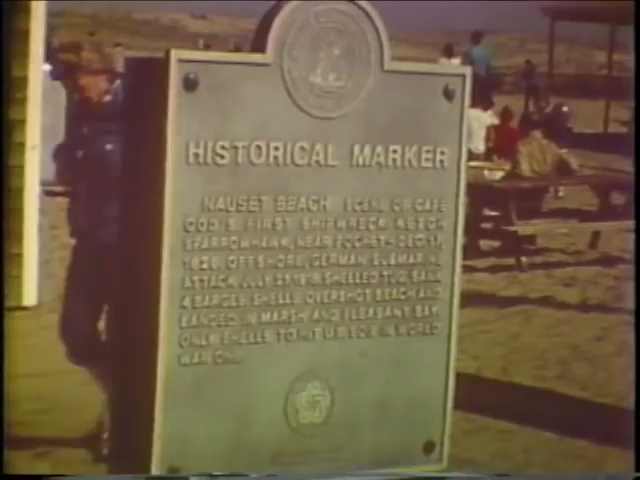 HISTORICAL MARKER
NAUSET BEACH SCENE OF CAPE
COD'S FIRST SHIPWRECK KETCH
SPARROWHAWK, NEAR POCHET-DEC. 17,
1626 OFFSHORE GERMAN SUBMARINE
ATTACK, JULY 21, 1918 SHELLED TUG, SANK
4 BARGES. SHELLS OVERSHOT BEACH AND
LANDED IN MARSH AND PLEASANT BAY.
ONLY SHELLS TO HIT U.S. SOIL IN WORLD
WAR ONE.